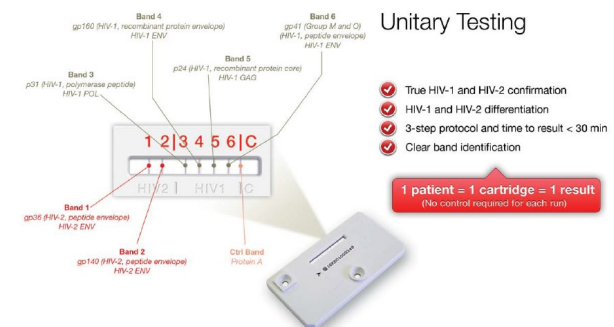 Unitary Testing
Band 4
gp160 (HIV-1, recombinant protein envelope)
HIV-1 ENV
Band 6
gp41 (Group M and O)
(HIV-1, peptide envelope)
HIV-1 ENV
Band 5
p24 (HIV-1, recombinant protein core)
HIV-1 GAG
Band 3
p31 (HIV-1, polymerase peptide)
HIV-1 POL
1 2|3 4 5 6|C
HIV2 | HIV1 |C
Band 1
gp36 (HIV-2, peptide envelope)
HIV-2 ENV
Band 2
gp140 (HIV-2, peptide envelope)
HIV-2 ENV
Ctrl Band
Protein A
True HIV-1 and HIV-2 confirmation
HIV-1 and HIV-2 differentiation
3-step protocol and time to result < 30 min
Clear band identification
1 patient = 1 cartridge = 1 result
(No control required for each run)